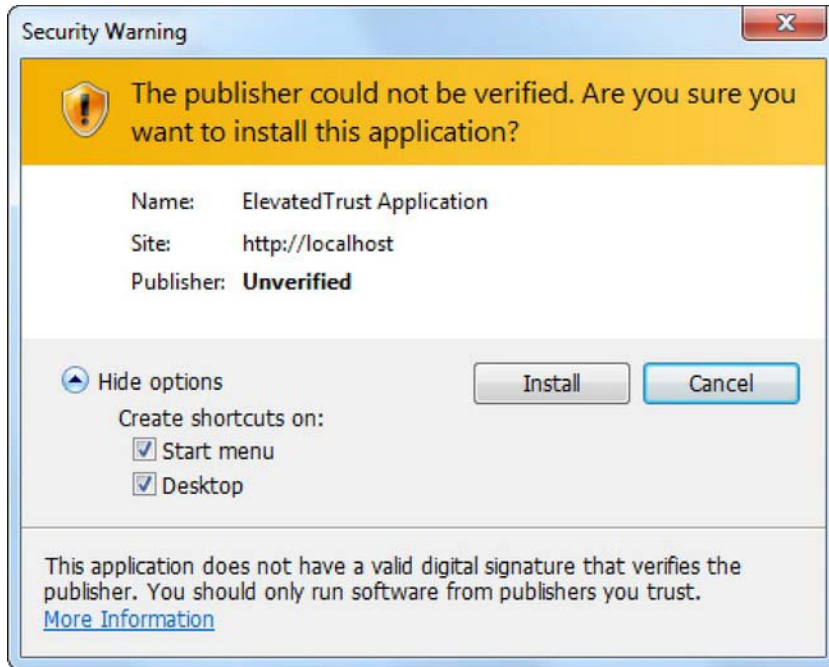 Security Warning
The publisher could not be verified. Are you sure you
want to install this application?
Name: ElevatedTrust Application
Site: http://localhost
Publisher: Unverified
Hide options
Install
Cancel
Create shortcuts on:
Start menu
Desktop
This application does not have a valid digital signature that verifies the
publisher. You should only run software from publishers you trust.
More Information